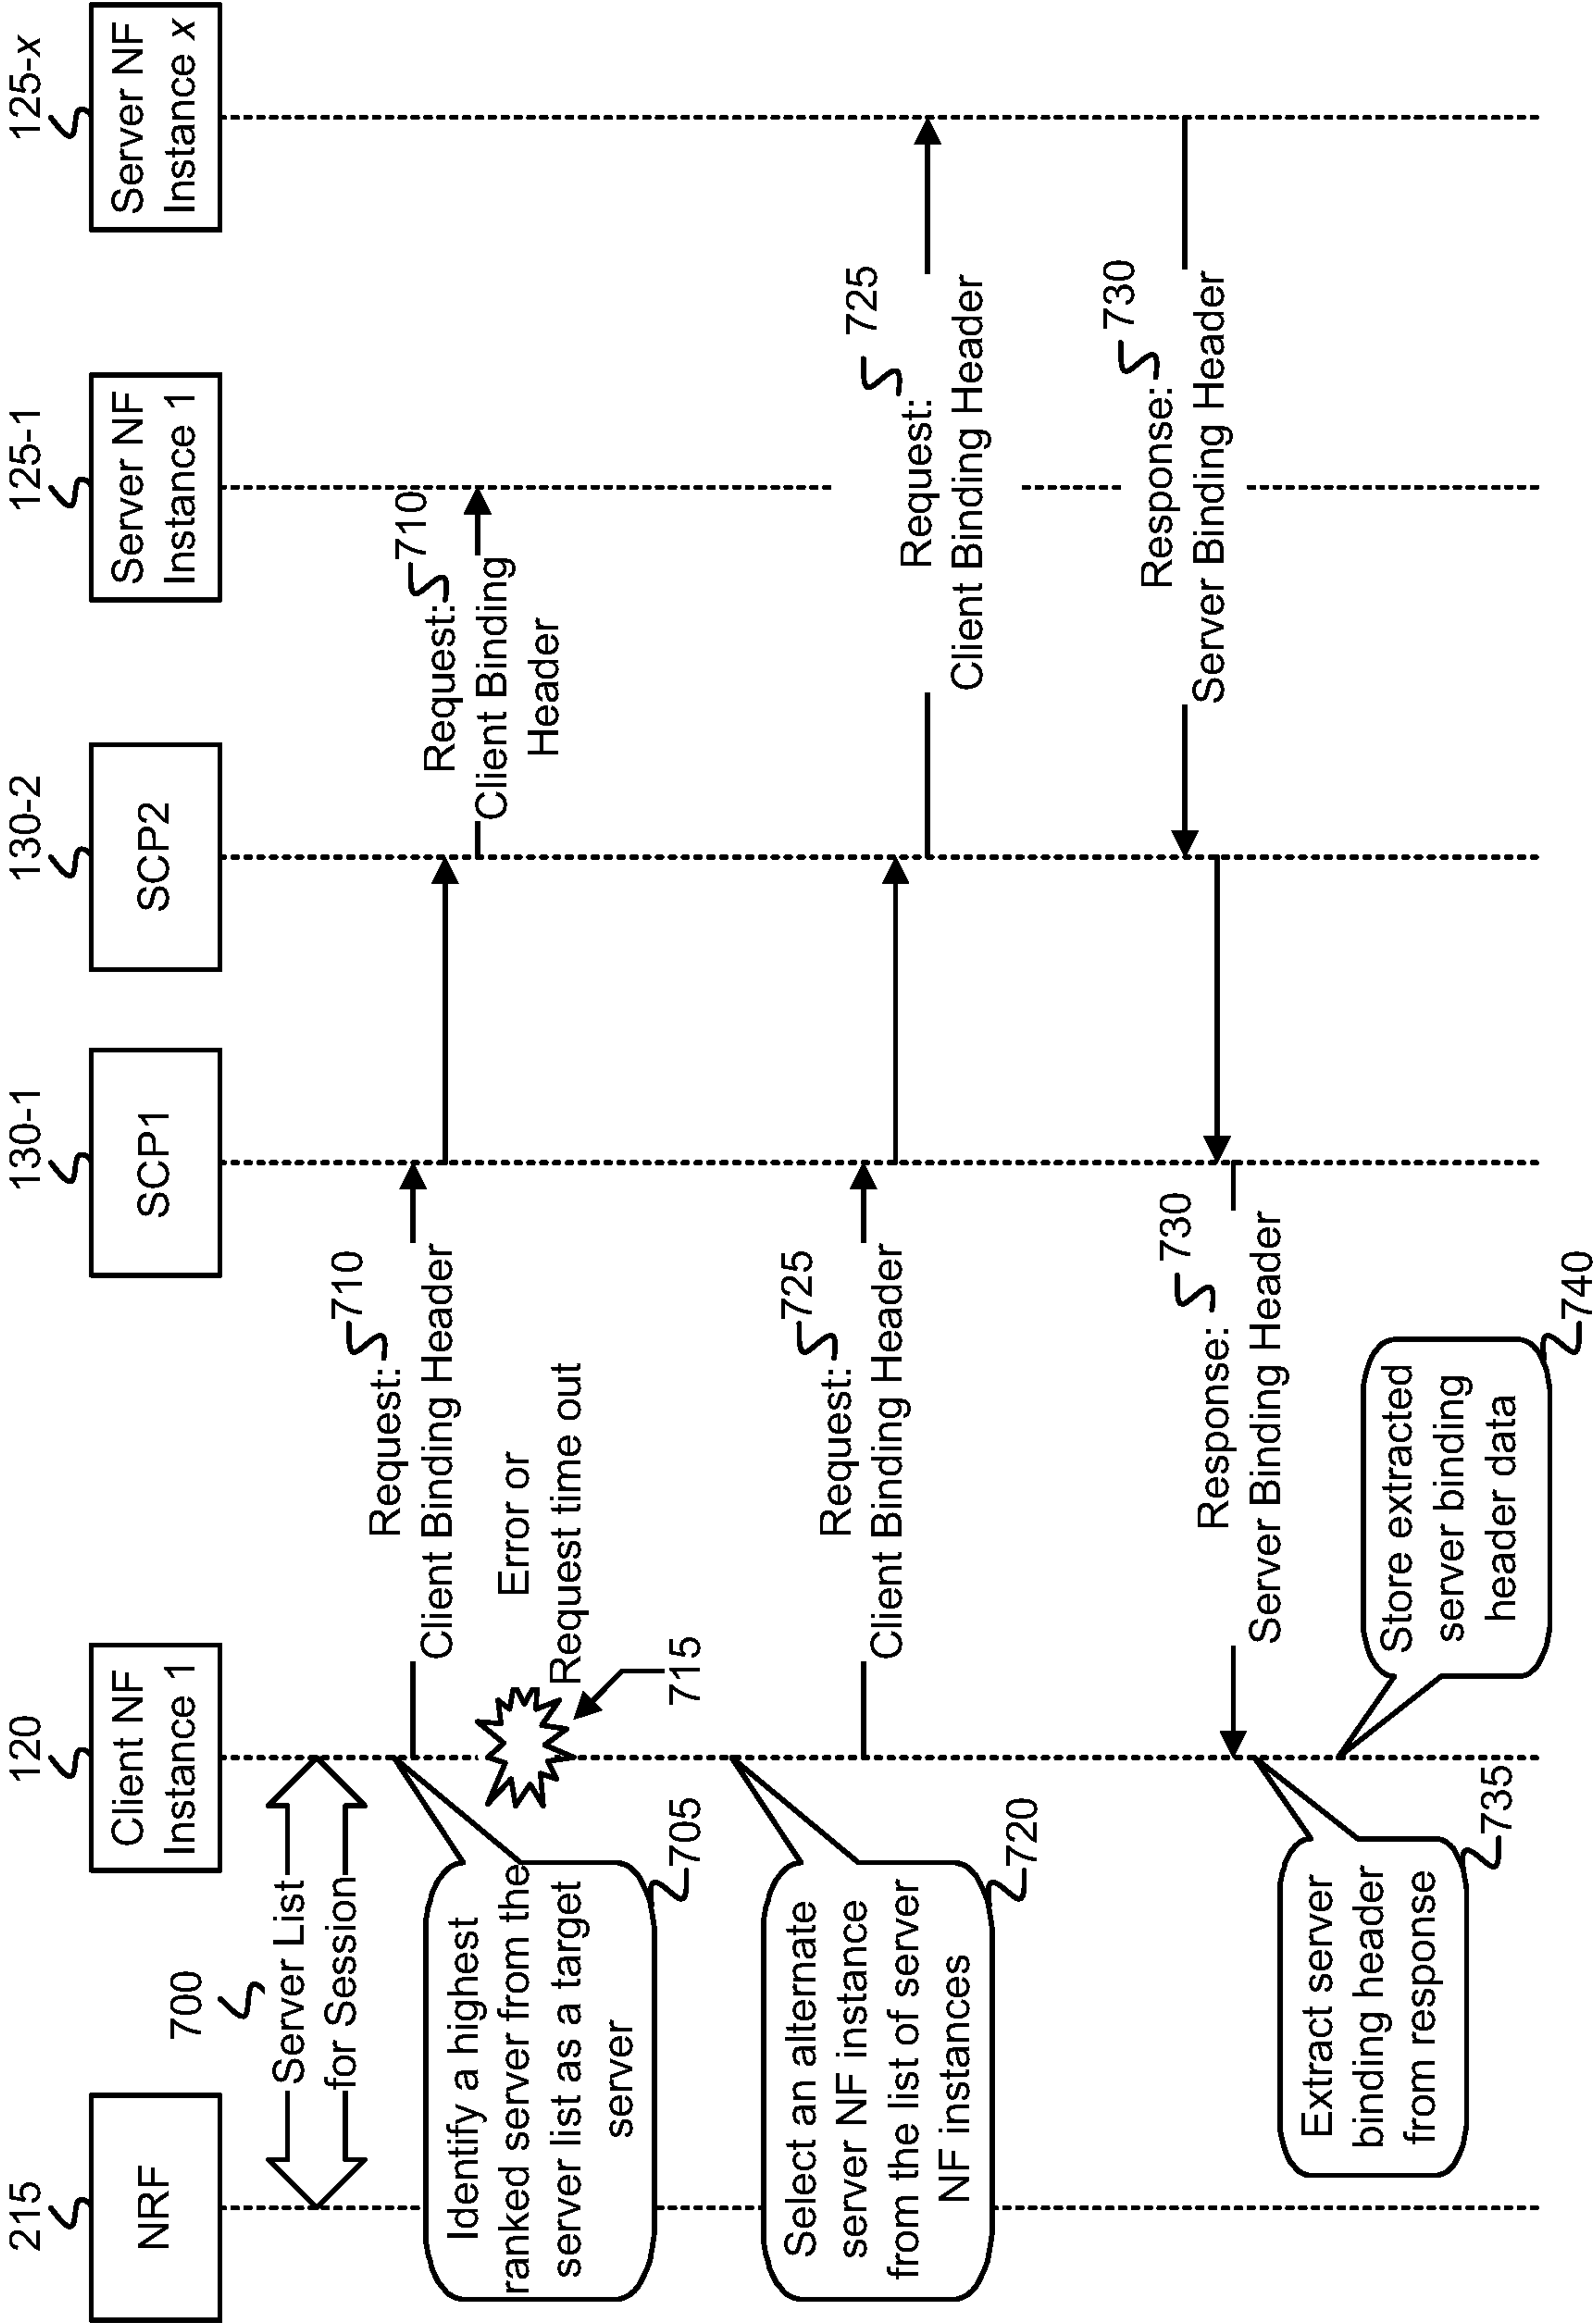 215
NRF
120
Client NF
Instance 1
130-1
SCP1
130-2
SCP2
125-1
Server NF
Instance 1
125-x
Server NF
Instance x
700
Server List
for Session
Identify a highest
ranked server from the
server list as a target
server
705
Request:
710
Client Binding Header
Request:
710
Client Binding
Header
Error or
Request time out
715
Select an alternate
server NF instance
from the list of server
NF instances
720
Request:
725
Client Binding Header
Request:
725
Client Binding Header
Response:
730
Server Binding Header
Response:
730
Server Binding Header
Extract server
binding header
from response
735
Store extracted
server binding
header data
740